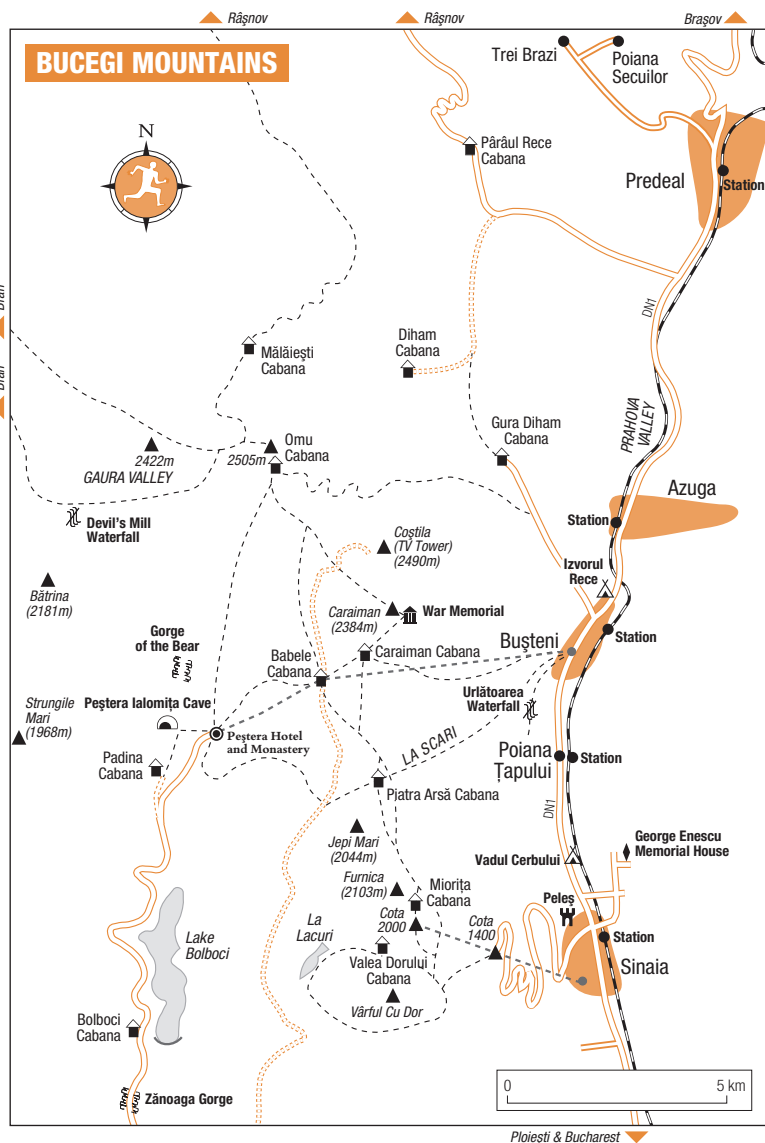 Râşnov
Râşnov
Braşov
BUCEGI MOUNTAINS
N
Trei Brazi
Poiana
Secuilor
Pârâul Rece
Cabana
Predeal
Station
DN1
Bran
Bran
Mălăieşti
Cabana
Diham
Cabana
Gura Diham
Cabana
PRAHOVA
VALLEY
2422m
GAURA VALLEY
Omu
Cabana
2505m
Azuga
Station
Devil's Mill
Waterfall
Coştila
(TV Tower)
(2490m)
Izvorul
Rece
Bătrina
(2181m)
Caraiman
(2384m)
War Memorial
Buşteni
Station
Gorge
of the Bear
Babele
Cabana
Caraiman Cabana
Urlătoarea
Waterfall
Strungile
Mari
(1968m)
Peştera Ialomiţa Cave
Peştera Hotel
and Monastery
LA SCARI
Poiana
Ţapului
Station
Padina
Cabana
Pjatra Arsă Cabana
DN1
Jepi Mari
(2044m)
George Enescu
Memorial House
Vadul Cerbului
Furnica
(2103m)
Miorița
Cabana
Peleş
Cota
2000
Cota
1400
Station
Lake
Bolboci
La
Lacuri
Valea Dorului
Cabana
Sinaia
Vârful Cu Dor
Bolboci
Cabana
0
5 km
Zănoaga Gorge
Ploieşti & Bucharest